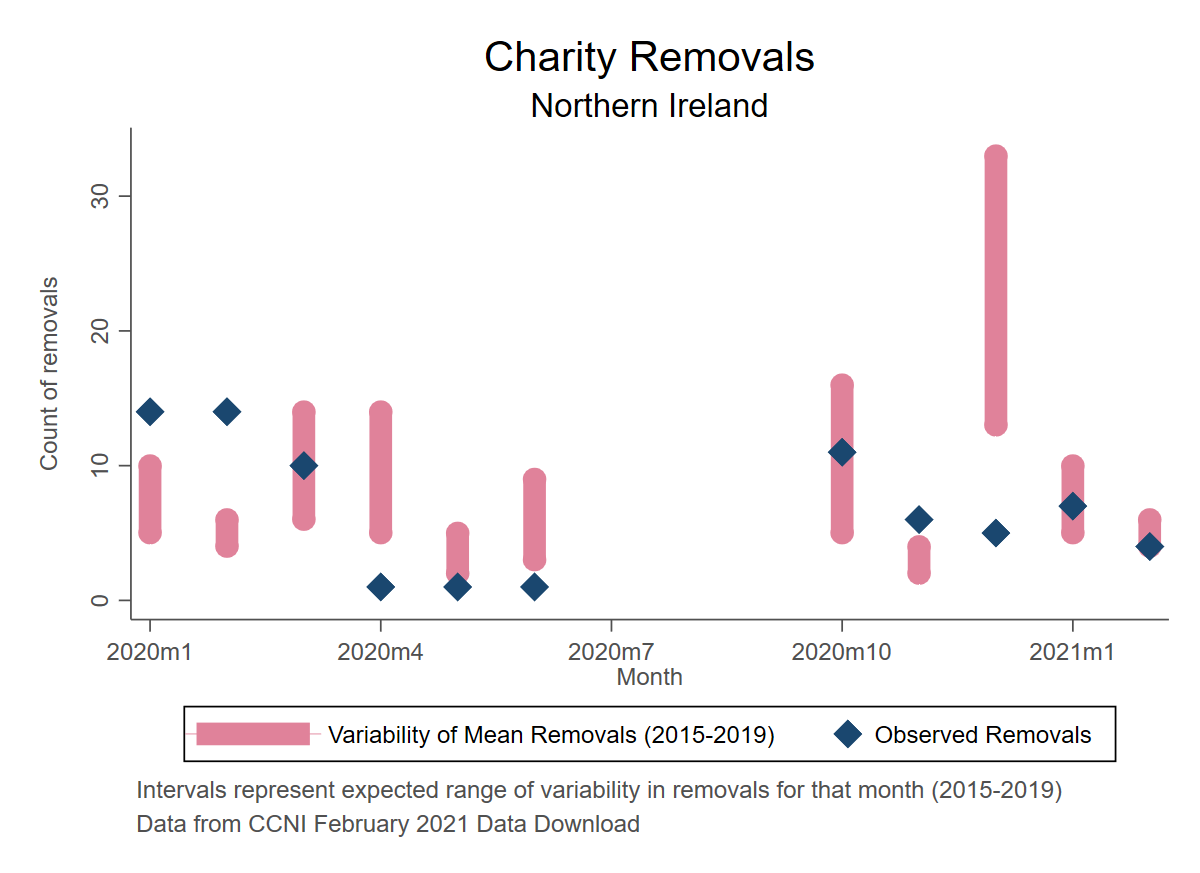 Charity Removals
Northern Ireland
Count of removals
30
20
10
0
2020m1 2020m4 2020m7 2020m10 2021m1
Month
Variability of Mean Removals (2015-2019) Observed Removals
Intervals represent expected range of variability in removals for that month (2015-2019)
Data from CCNI February 2021 Data Download